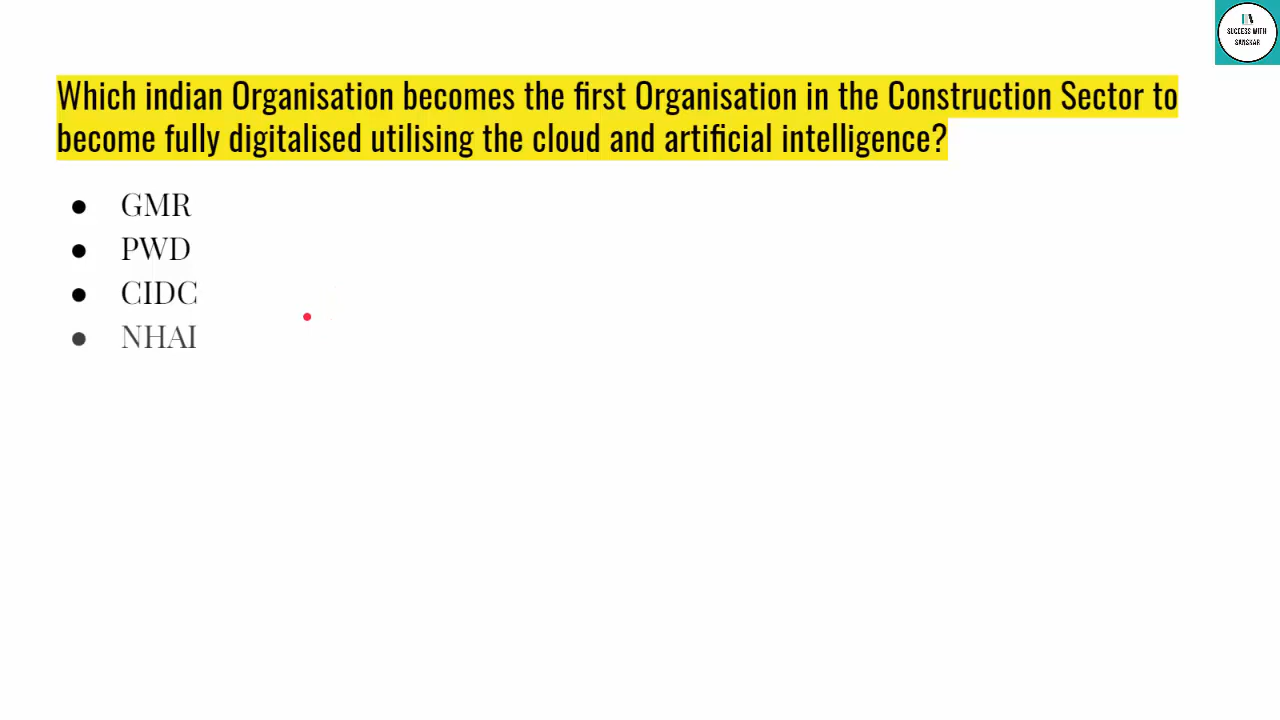 SUCCESS WITH
SANSKAR
Which indian Organisation becomes the first Organisation in the Construction Sector to
become fully digitalised utilising the cloud and artificial intelligence?
● GMR
● PWD
● CIDC
● NHAI